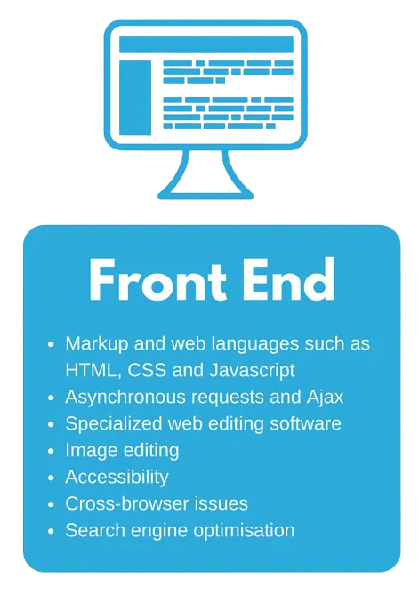 Front End
• Markup and web languages such as
HTML, CSS and Javascript
• Asynchronous requests and Ajax
• Specialized web editing software
• Image editing
• Accessibility
• Cross-browser issues
• Search engine optimisation